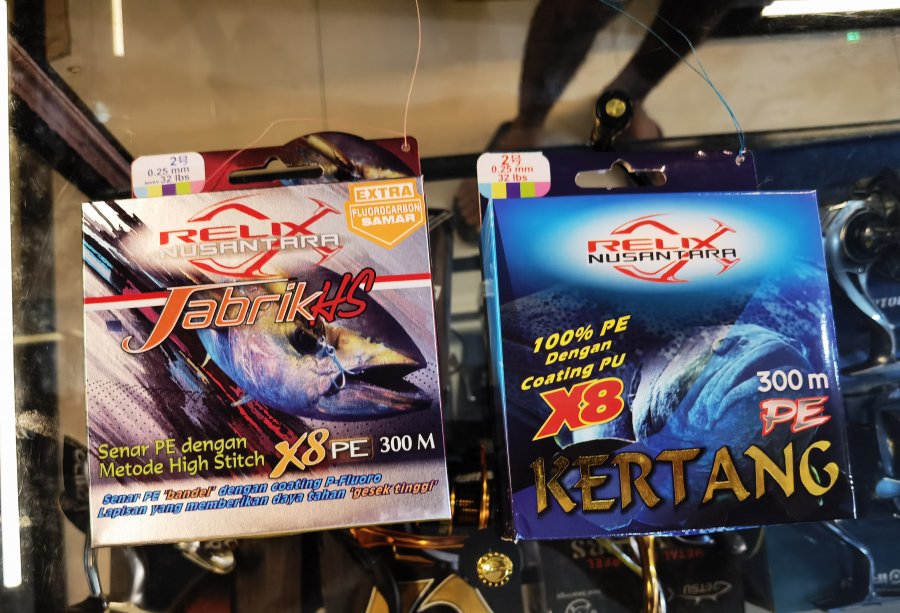 2号
0.25 mm
32 lbs
EXTRA
FLUOROCARBON
SAMAR
RELIX
NUSANTARA
JabrikHS
Senar PE dengan
Metode High Stitch
X8 PE 300 M
Senar PE 'bandel' dengan coating P-Fluoro
Lapisan yang memberikan daya tahan 'gesek tinggi'
2号
0.25 mm
32 lbs
RELIX
NUSANTARA
100% PE
Dengan
Coating PU
X8
300 m
PE
KERTANG